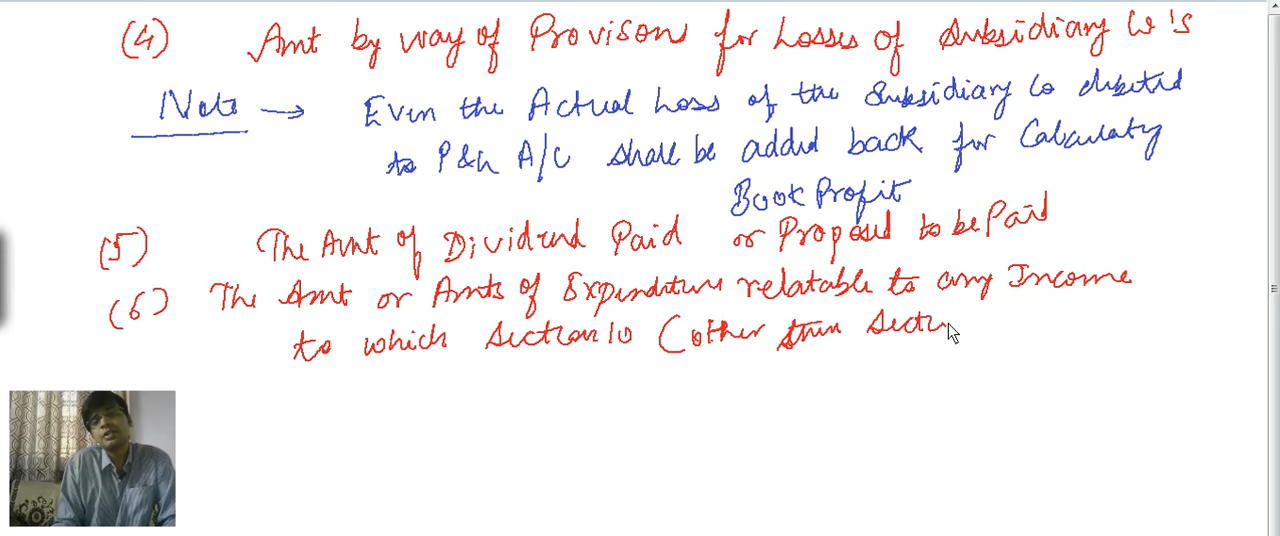 (4) Amt by way of Provison for Losses of Subsidiary Co's
Note → Even the Actual Loss of the Subsidiary Co debited
to P&L A/C shall be added back for Calculaty
Book Profit
(5) The Amt of Dividend Paid or Proposed to be Paid
(6) The Amt or Amts of Expenditure relatable to any Income
to which Section 10 (other than Sectio